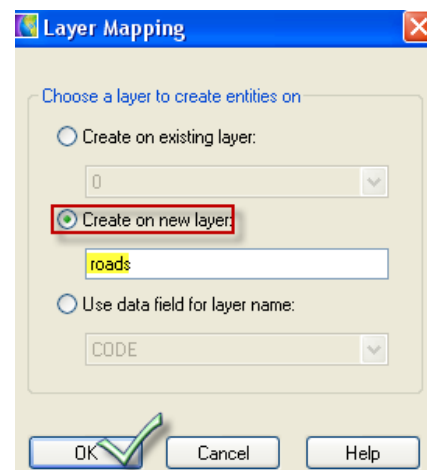 Layer Mapping
Choose a layer to create entities on
Create on existing layer:
0
Create on new layer:
roads
Use data field for layer name:
CODE
OK Cancel Help